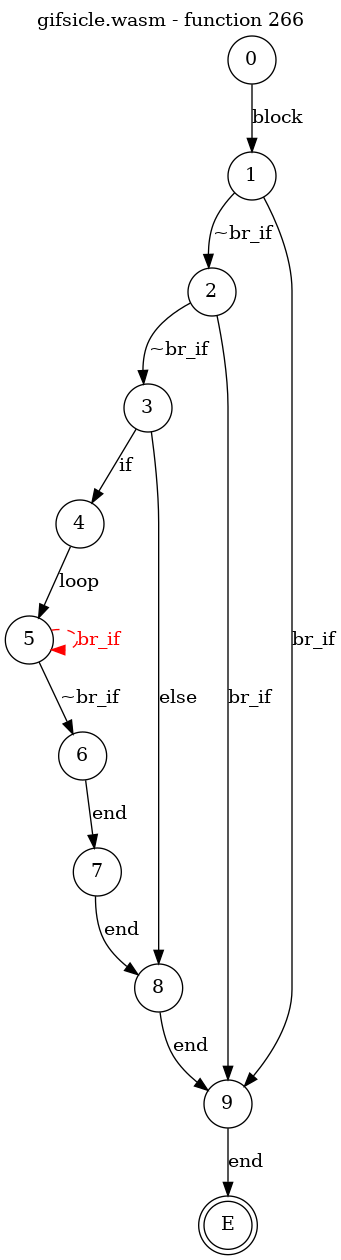 gifsicle.wasm - function 266
0
block
1
~br_if
2
~br_if
3
if
4
loop
5
br_if
~br_if
else
br_if
br_if
6
end
7
end
8
end
9
end
E